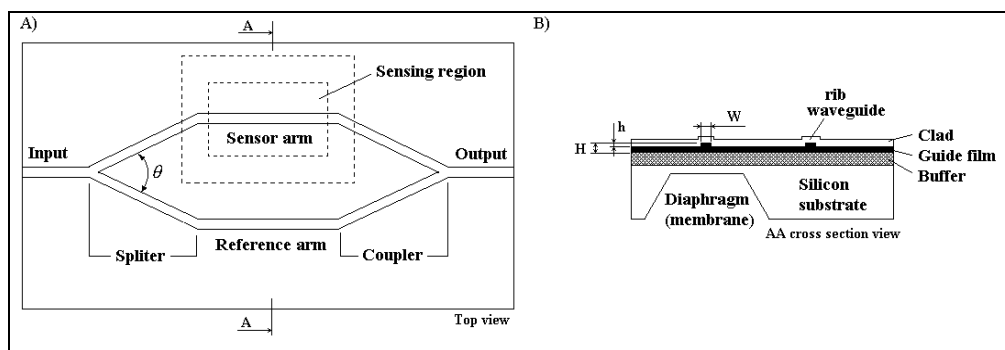 A)
A
Sensing region
Sensor arm
Input
Output
θ
Reference arm
Spliter
Coupler
A
Top view
B)
rib
waveguide
h
W
H
Clad
Guide film
Buffer
Diaphragm
(membrane)
Silicon
substrate
AA cross section view